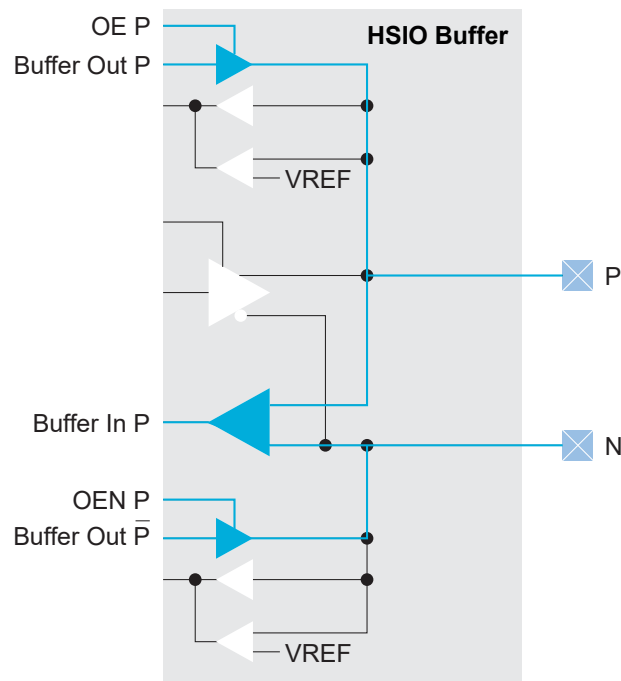 OE P
HSIO Buffer
Buffer Out P
VREF
P
Buffer In P
N
OEN P
Buffer Out P̅
VREF